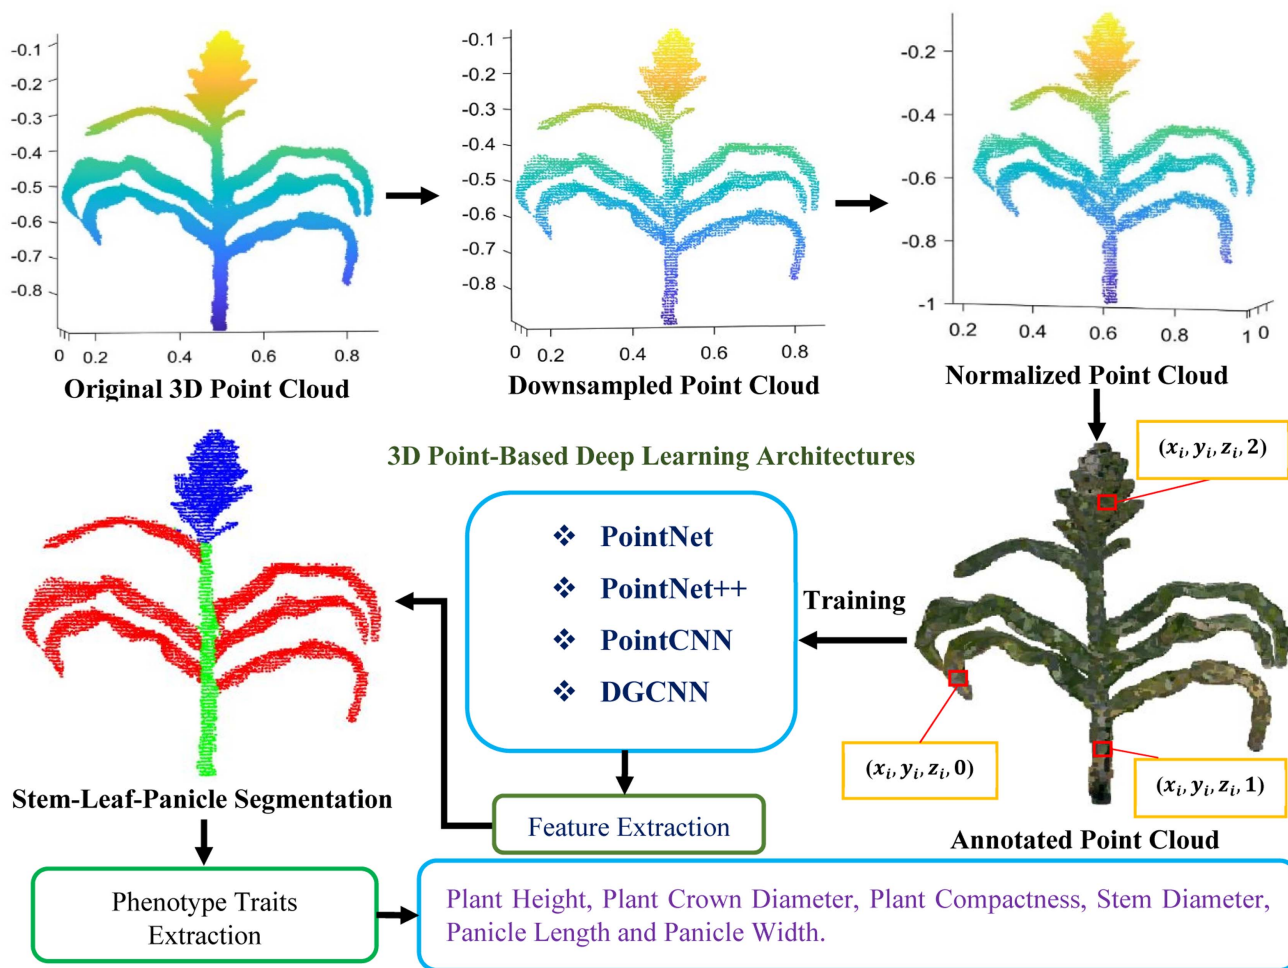 -0.1
-0.2
-0.3
-0.4
-0.5
-0.6
-0.7
-0.8
0 0.2 0.4 0.6 0.8
Original 3D Point Cloud
-0.1
-0.2
-0.3
-0.4
-0.5
-0.6
-0.7
-0.8
0 0.2 0.4 0.6 0.8
Downsampled Point Cloud
-0.2
-0.4
-0.6
-0.8
-1
0.2 0.4 0.6 0.8 1 0
Normalized Point Cloud
3D Point-Based Deep Learning Architectures
(xᵢ, yᵢ, zᵢ, 2)
❖ PointNet
❖ PointNet++
❖ PointCNN
❖ DGCNN
Training
(xᵢ, yᵢ, zᵢ, 0)
(xᵢ, yᵢ, zᵢ, 1)
Annotated Point Cloud
Feature Extraction
Stem-Leaf-Panicle Segmentation
Phenotype Traits
Extraction
Plant Height, Plant Crown Diameter, Plant Compactness, Stem Diameter,
Panicle Length and Panicle Width.